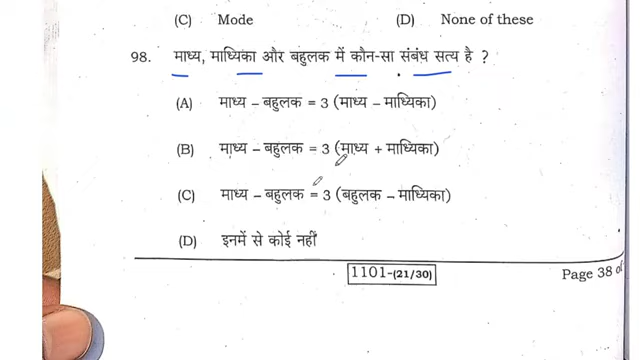 (C) Mode (D) None of these
98. माध्य, माध्यिका और बहुलक में कौन-सा संबंध सत्य है ?
(A) माध्य – बहुलक = 3 (माध्य – माध्यिका)
(B) माध्य – बहुलक = 3 (माध्य + माध्यिका)
(C) माध्य – बहुलक = 3 (बहुलक – माध्यिका)
(D) इनमें से कोई नहीं
1101-(21/30) Page 38 of